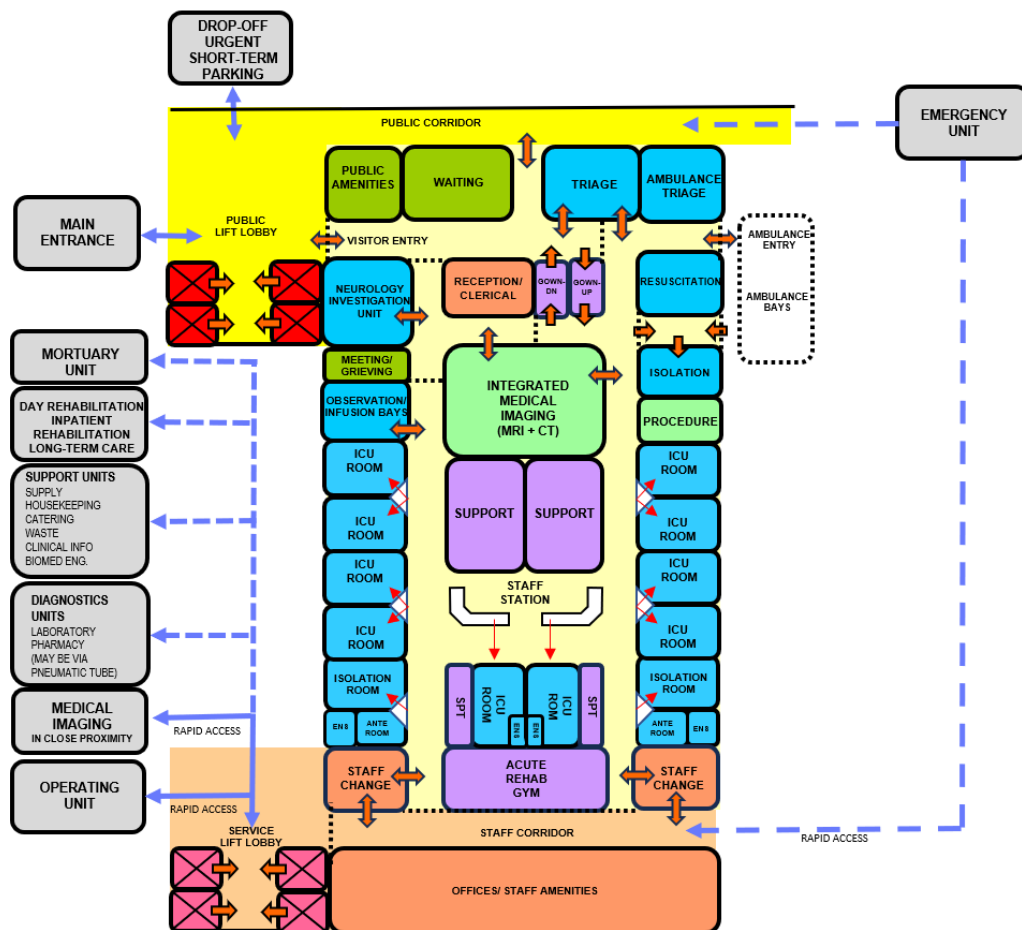 DROP-OFF
URGENT
SHORT-TERM
PARKING
EMERGENCY
UNIT
PUBLIC CORRIDOR
PUBLIC
AMENITIES
WAITING
TRIAGE
AMBULANCE
TRIAGE
MAIN
ENTRANCE
PUBLIC
LIFT LOBBY
VISITOR ENTRY
AMBULANCE
ENTRY
AMBULANCE
BAYS
NEUROLOGY
INVESTIGATION
UNIT
RECEPTION/
CLERICAL
GOWN-
DN
GOWN-
UP
RESUSCITATION
MORTUARY
UNIT
MEETING/
GRIEVING
INTEGRATED
MEDICAL
IMAGING
(MRI + CT)
ISOLATION
DAY REHABILITATION
INPATIENT
REHABILITATION
LONG-TERM CARE
OBSERVATION/
INFUSION BAYS
PROCEDURE
SUPPORT UNITS
SUPPLY
HOUSEKEEPING
CATERING
WASTE
CLINICAL INFO
BIOMED ENG.
ICU
ROOM
ICU
ROOM
ICU
ROOM
ICU
ROOM
SUPPORT
SUPPORT
ICU
ROOM
ICU
ROOM
ICU
ROOM
ICU
ROOM
STAFF
STATION
DIAGNOSTICS
UNITS
LABORATORY
PHARMACY
(MAY BE VIA
PNEUMATIC TUBE)
ISOLATION
ROOM
ENS
ANTE
ROOM
SPT
ICU
ROOM
ENS
ICU
ROM
ENS
SPT
ISOLATION
ROOM
ANTE
ROOM
ENS
MEDICAL
IMAGING
IN CLOSE PROXIMITY
RAPID ACCESS
OPERATING
UNIT
RAPID ACCESS
STAFF
CHANGE
ACUTE
REHAB
GYM
STAFF
CHANGE
SERVICE
LIFT LOBBY
STAFF CORRIDOR
RAPID ACCESS
OFFICES/ STAFF AMENITIES